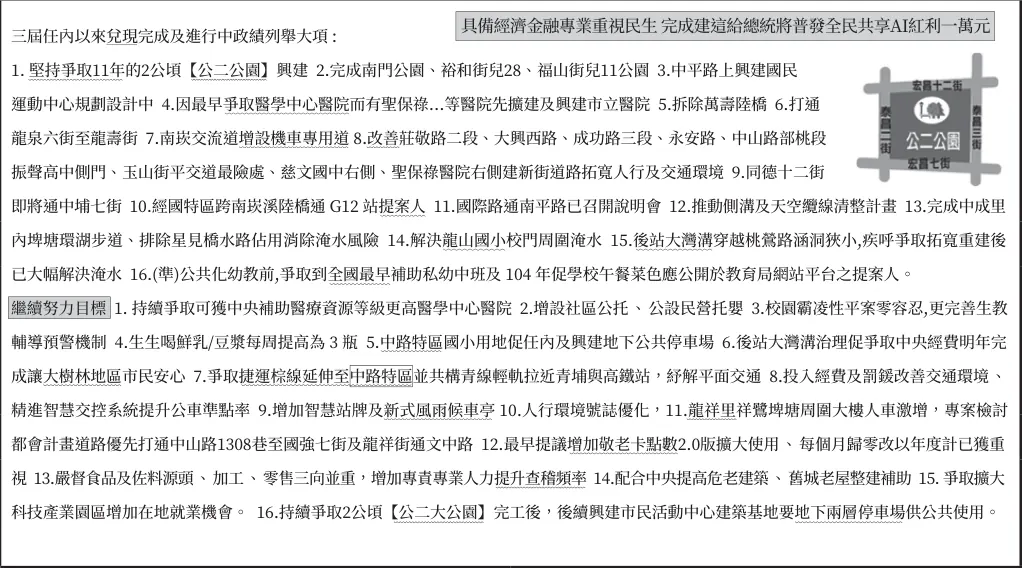 具備經濟金融專業重視民生 完成建這給總統將普發全民共享AI紅利一萬元
三屆任內以來兌現完成及進行中政績列舉大項 :
1. 堅持爭取11年的2公頃【公二公園】興建 2.完成南門公園、裕和街兒28、福山街兒11公園 3.中平路上興建國民
運動中心規劃設計中 4.因最早爭取醫學中心醫院而有聖保祿…等醫院先擴建及興建市立醫院 5.拆除萬壽陸橋 6.打通
龍泉六街至龍壽街 7.南崁交流道增設機車專用道 8.改善莊敬路二段、大興西路、成功路三段、永安路、中山路部桃段
振聲高中側門、玉山街平交道最險處、慈文國中右側、聖保祿醫院右側建新街道路拓寬人行及交通環境 9.同德十二街
即將通中埔七街 10.經國特區跨南崁溪陸橋通 G12 站提案人 11.國際路通南平路已召開說明會 12.推動側溝及天空纜線清整計畫 13.完成中成里
內埤塘環湖步道、排除星見橋水路佔用消除淹水風險 14.解決龍山國小校門周圍淹水 15.後站大灣溝穿越桃鶯路涵洞狹小,疾呼爭取拓寬重建後
已大幅解決淹水 16.(準)公共化幼教前,爭取到全國最早補助私幼中班及 104 年促學校午餐菜色應公開於教育局網站平台之提案人。
宏昌十二街
泰昌二街
泰昌三街
公二公園
宏昌七街
繼續努力目標 1. 持續爭取可獲中央補助醫療資源等級更高醫學中心醫院 2.增設社區公托、公設民營托嬰 3.校園霸凌性平案零容忍,更完善生教
輔導預警機制 4.生生喝鮮乳/豆漿每周提高為 3 瓶 5.中路特區國小用地促任內及興建地下公共停車場 6.後站大灣溝治理促爭取中央經費明年完
成讓大樹林地區市民安心 7.爭取捷運棕線延伸至中路特區並共構青線輕軌拉近青埔與高鐵站，紓解平面交通 8.投入經費及罰鍰改善交通環境、
精進智慧交控系統提升公車準點率 9.增加智慧站牌及新式風雨候車亭 10.人行環境號誌優化，11.龍祥里祥鷺埤塘周圍大樓人車激增，專案檢討
都會計畫道路優先打通中山路1308巷至國強七街及龍祥街通文中路 12.最早提議增加敬老卡點數2.0版擴大使用、每個月歸零改以年度計已獲重
視 13.嚴督食品及佐料源頭、加工、零售三向並重，增加專責專業人力提升查稽頻率 14.配合中央提高危老建築、舊城老屋整建補助 15. 爭取擴大
科技產業園區增加在地就業機會。 16.持續爭取2公頃【公二大公園】完工後，後續興建市民活動中心建築基地要地下兩層停車場供公共使用。